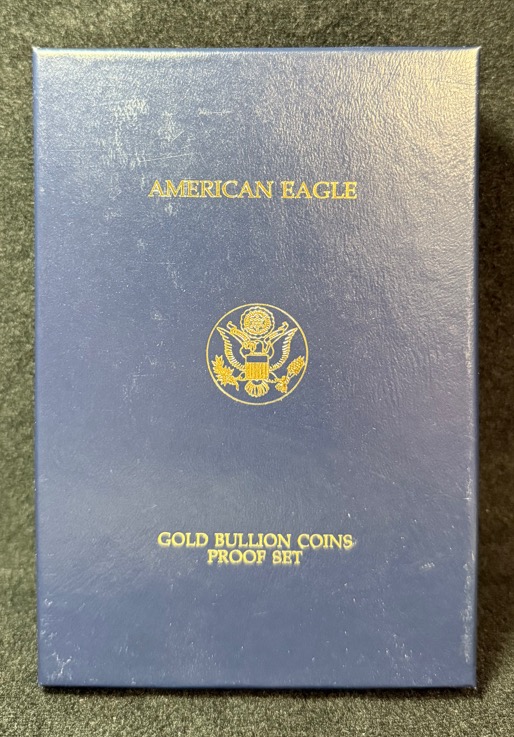 AMERICAN EAGLE
GOLD BULLION COINS
PROOF SET